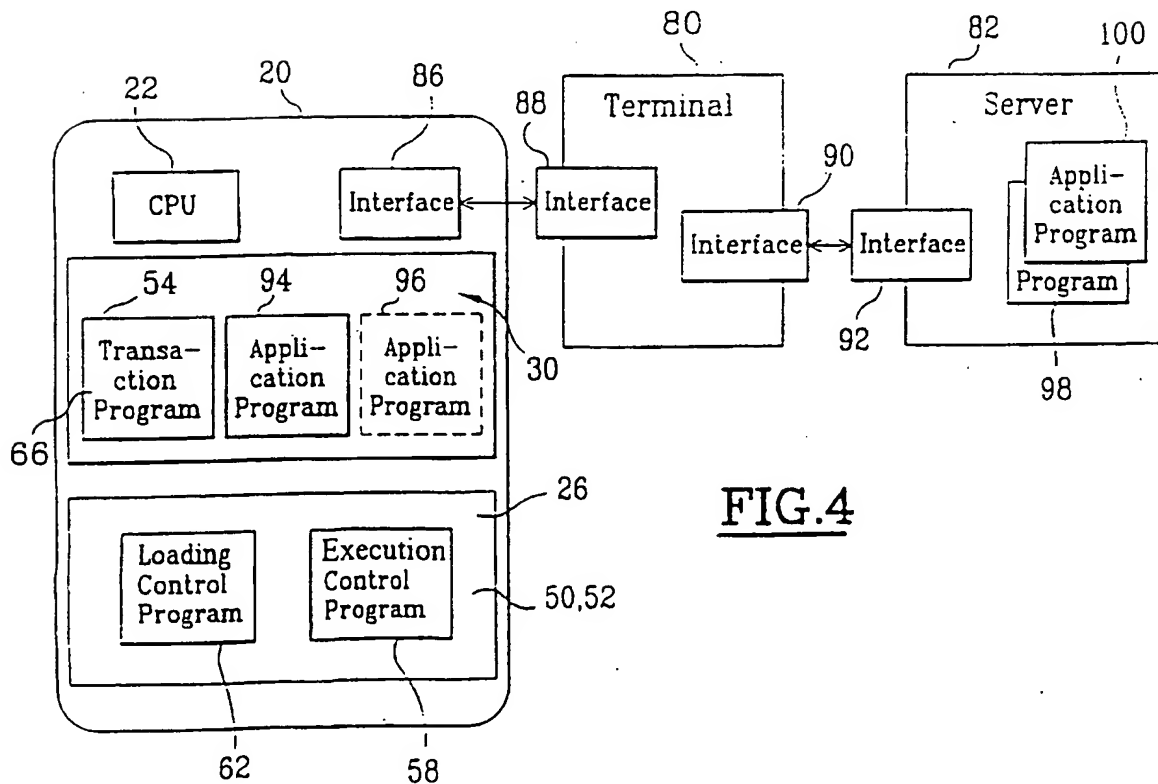 80
82
100
22
20
86
88
Terminal
Server
90
CPU
Interface
Interface
Appli-
cation
Program
Interface
Interface
Program
54
94
96
92
98
Transa-
ction
Program
Appli-
cation
Program
Appli-
cation
Program
30
66
26
FIG.4
Loading
Control
Program
Execution
Control
Program
50,52
62
58